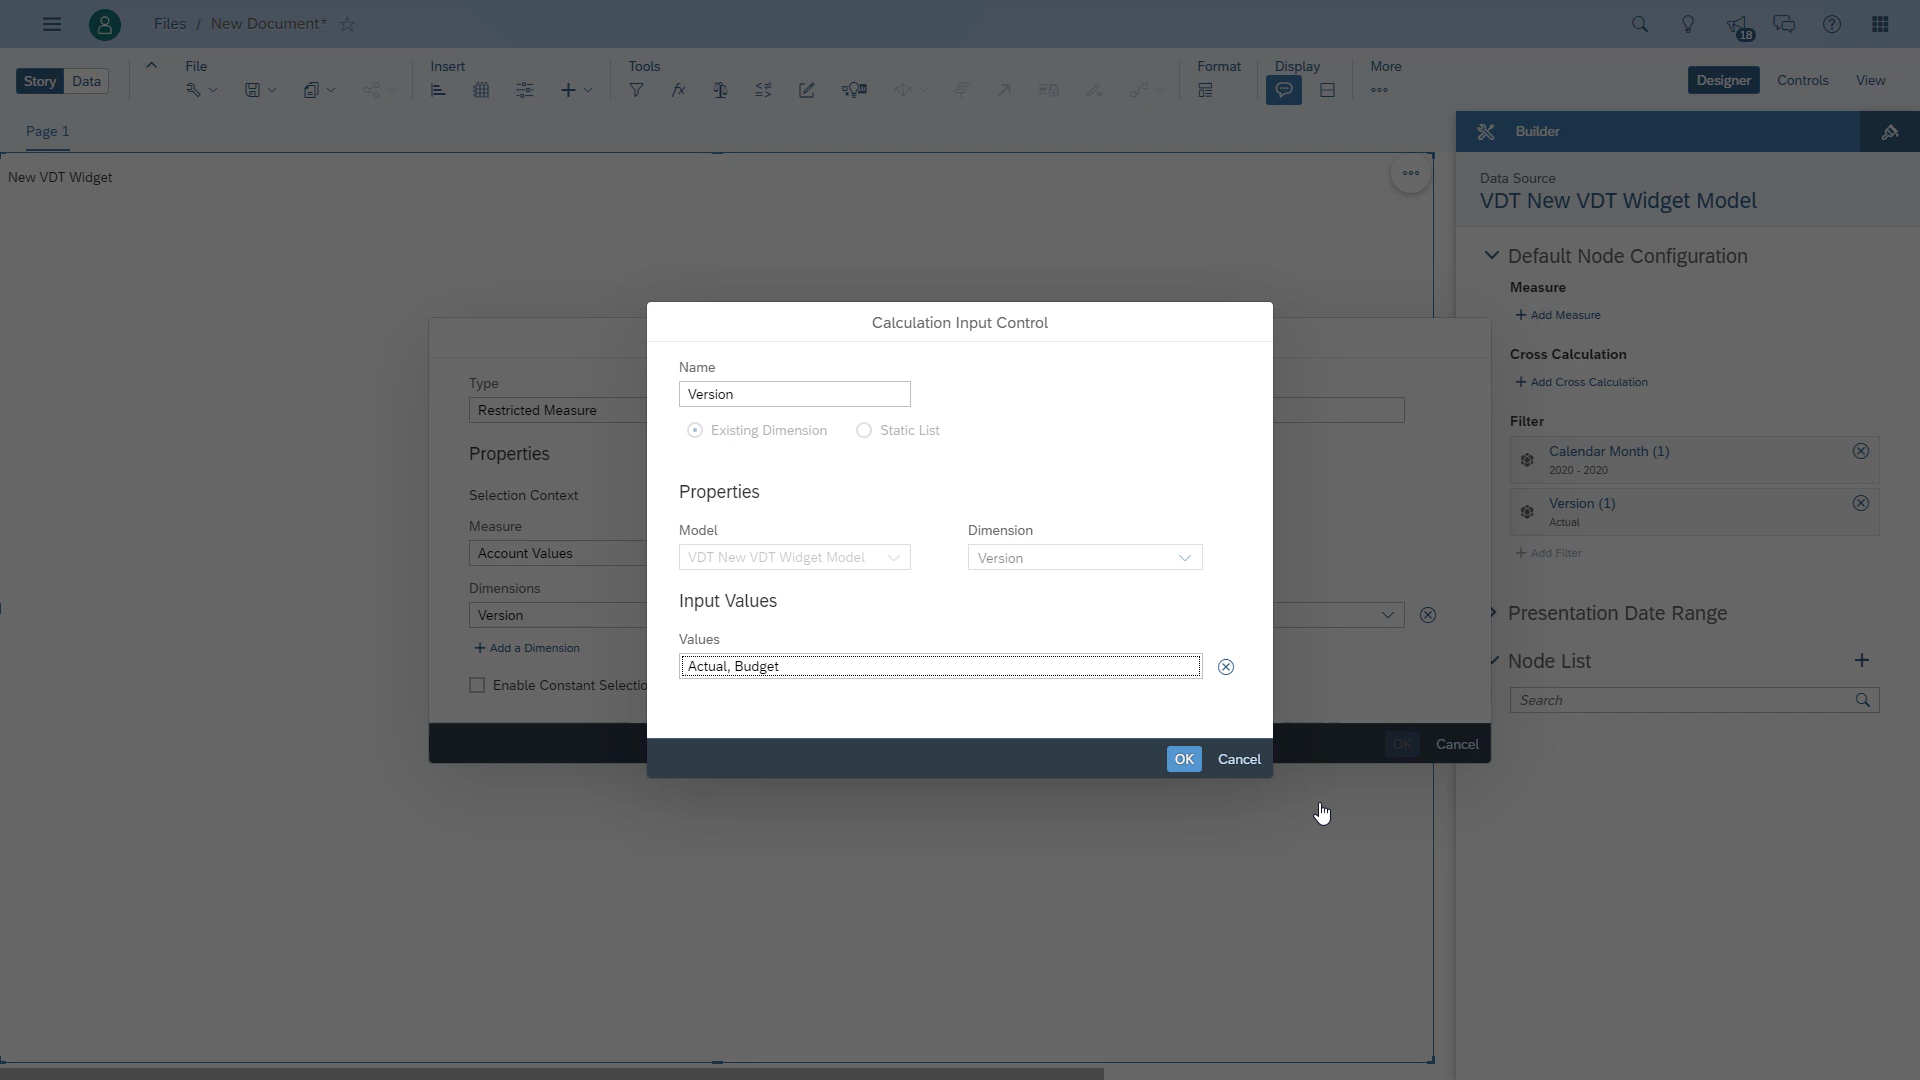 Files / New Document*
18
Story Data
File
Insert
Tools
Format
Display
More
Designer Controls View
Page 1
New VDT Widget
Builder
Data Source
VDT New VDT Widget Model
Default Node Configuration
Measure
Add Measure
Cross Calculation
Add Cross Calculation
Filter
Calendar Month (1)
2020 - 2020
Version (1)
Actual
Add Filter
Presentation Date Range
Node List
Search
Type
Restricted Measure
Properties
Selection Context
Measure
Account Values
Dimensions
Version
Add a Dimension
Enable Constant Selectio
OK Cancel
Calculation Input Control
Name
Version
Existing Dimension Static List
Properties
Model Dimension
VDT New VDT Widget Model Version
Input Values
Values
Actual, Budget
OK Cancel